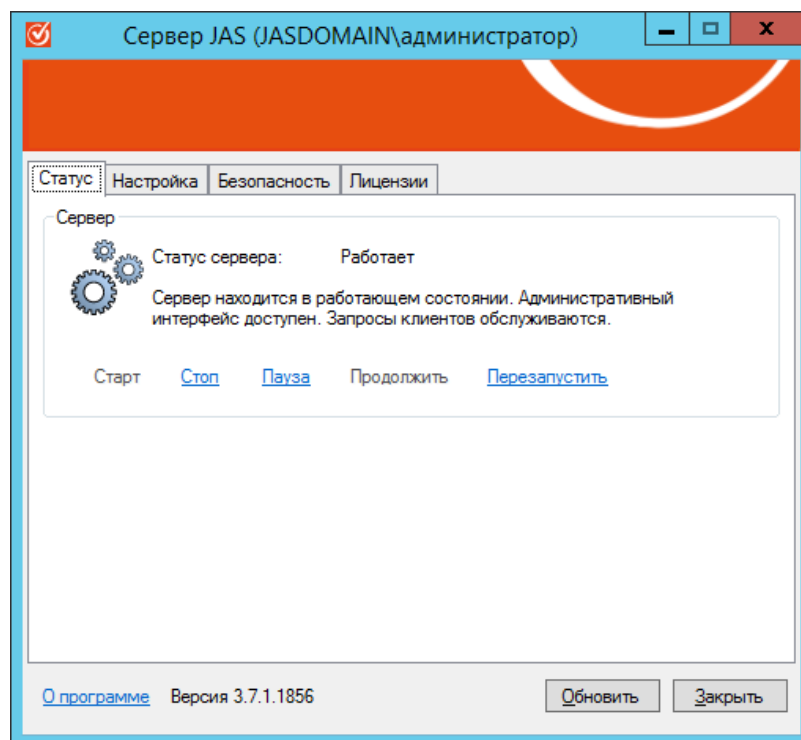 Сервер JAS (JASDOMAIN\администратор)
Статус Настройка Безопасность Лицензии
Сервер
Статус сервера: Работает
Сервер находится в работающем состоянии. Административный
интерфейс доступен. Запросы клиентов обслуживаются.
Старт Стоп Пауза Продолжить Перезапустить
О программе Версия 3.7.1.1856 Обновить Закрыть